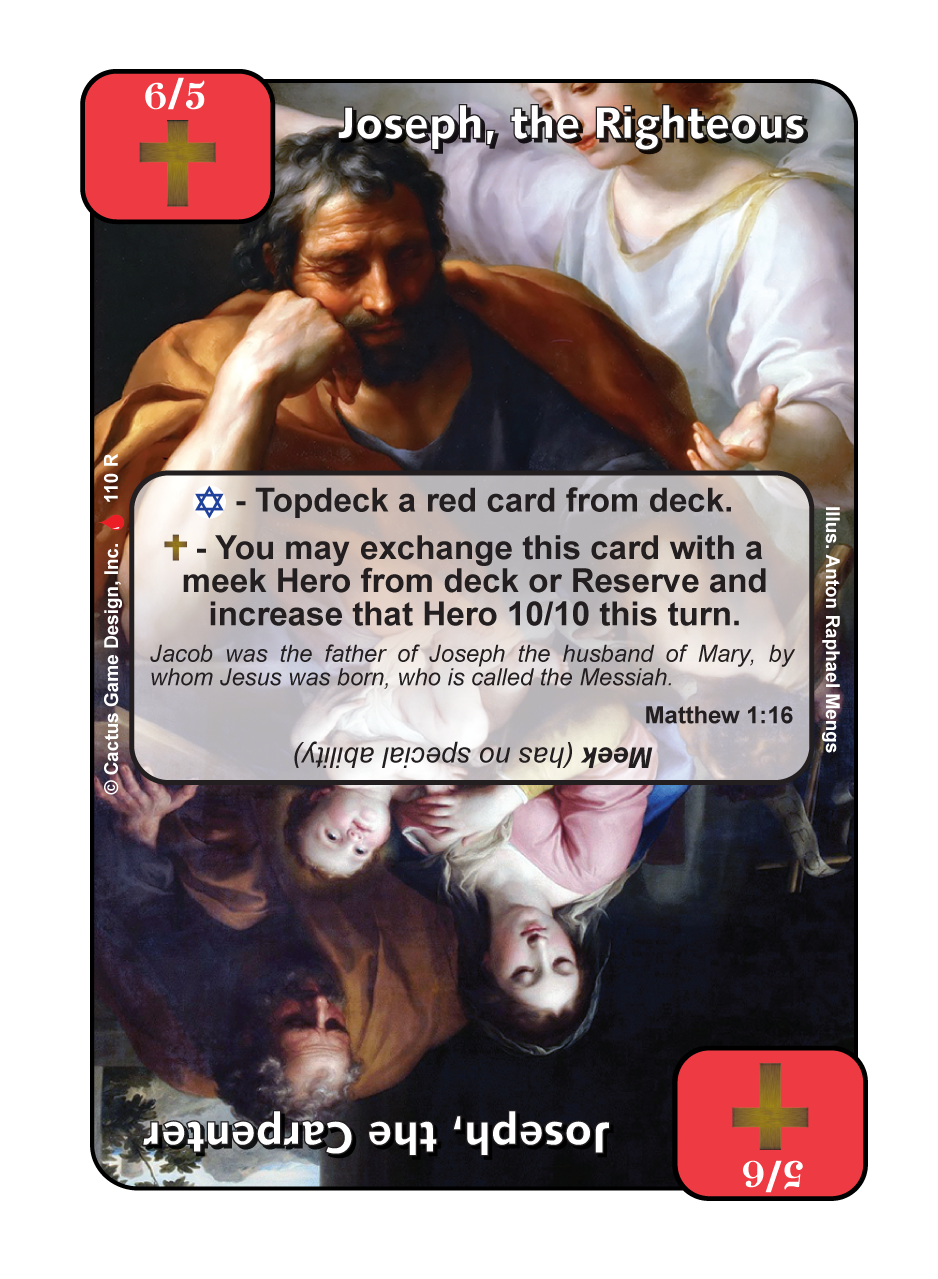 6/5
Joseph, the Righteous
✡ - Topdeck a red card from deck.
✝ - You may exchange this card with a
meek Hero from deck or Reserve and
increase that Hero 10/10 this turn.
Jacob was the father of Joseph the husband of Mary, by
whom Jesus was born, who is called the Messiah.
Matthew 1:16
Meek (has no special ability)
© Cactus Game Design, Inc. 110 R
Illus. Anton Raphael Mengs
Joseph, the Carpenter
5/6